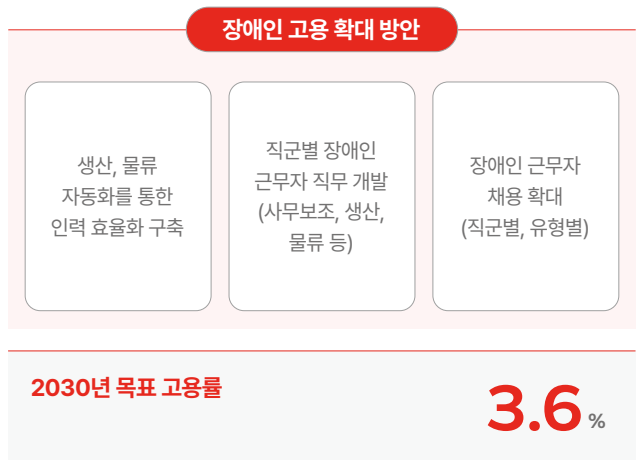 장애인 고용 확대 방안
생산, 물류
자동화를 통한
인력 효율화 구축
직군별 장애인
근무자 직무 개발
(사무보조, 생산,
물류 등)
장애인 근무자
채용 확대
(직군별, 유형별)
2030년 목표 고용률
3.6 %